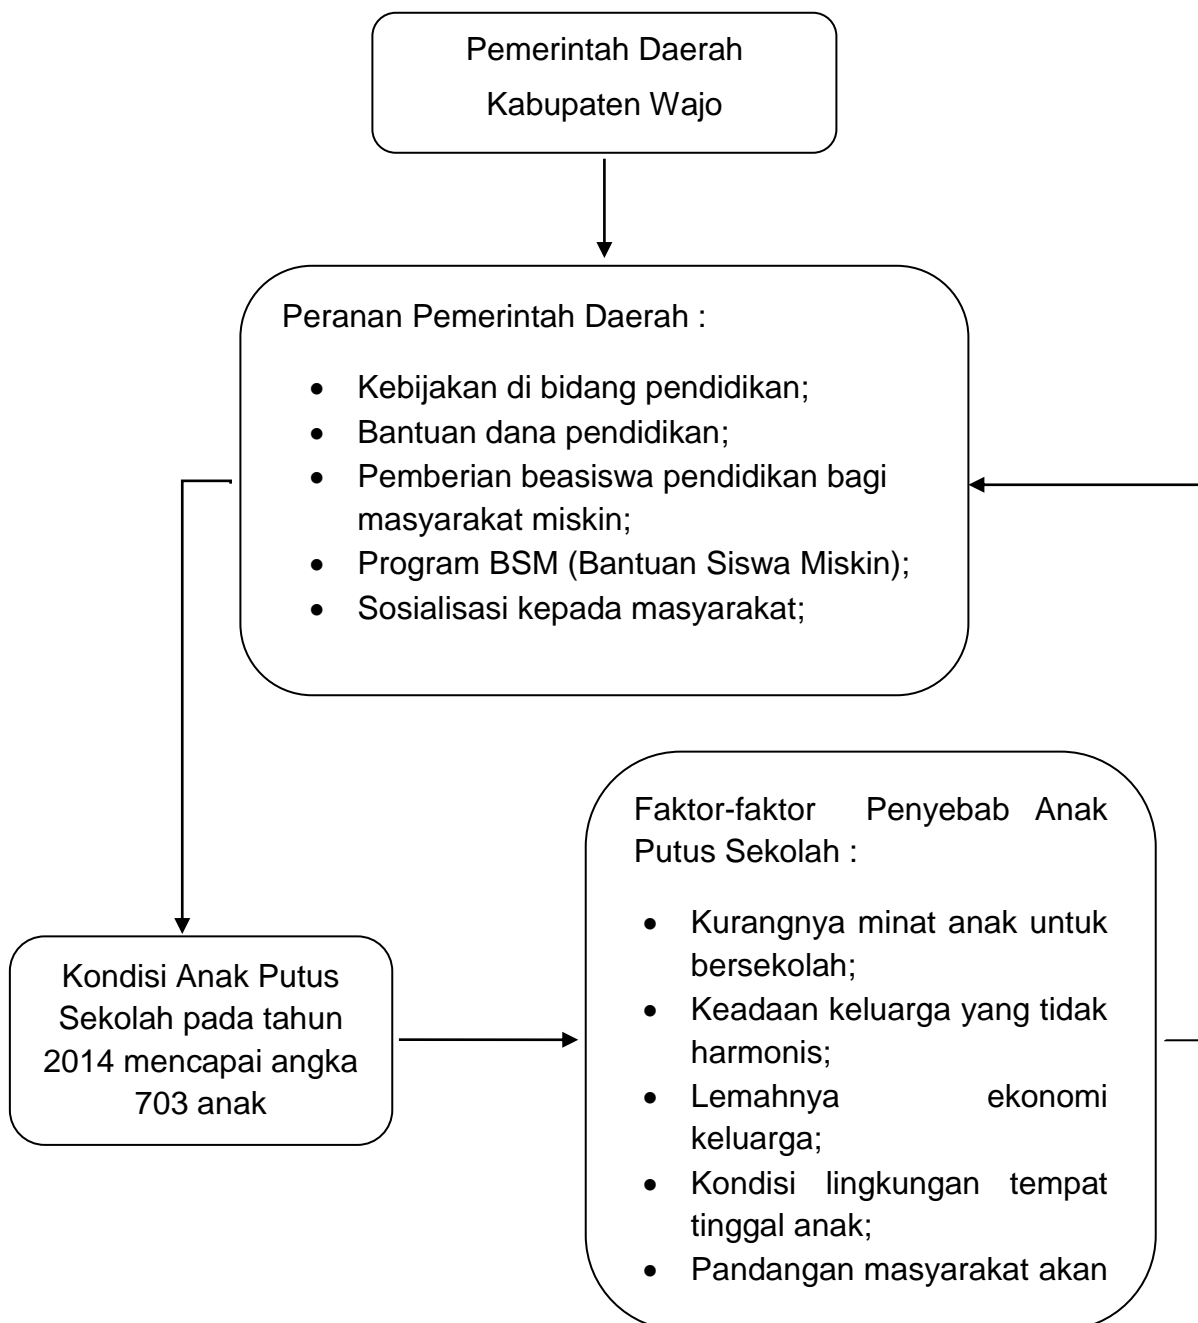 Pemerintah Daerah
Kabupaten Wajo
Peranan Pemerintah Daerah :
• Kebijakan di bidang pendidikan;
• Bantuan dana pendidikan;
• Pemberian beasiswa pendidikan bagi
masyarakat miskin;
• Program BSM (Bantuan Siswa Miskin);
• Sosialisasi kepada masyarakat;
Kondisi Anak Putus
Sekolah pada tahun
2014 mencapai angka
703 anak
Faktor-faktor Penyebab Anak
Putus Sekolah :
• Kurangnya minat anak untuk
bersekolah;
• Keadaan keluarga yang tidak
harmonis;
• Lemahnya ekonomi
keluarga;
• Kondisi lingkungan tempat
tinggal anak;
• Pandangan masyarakat akan